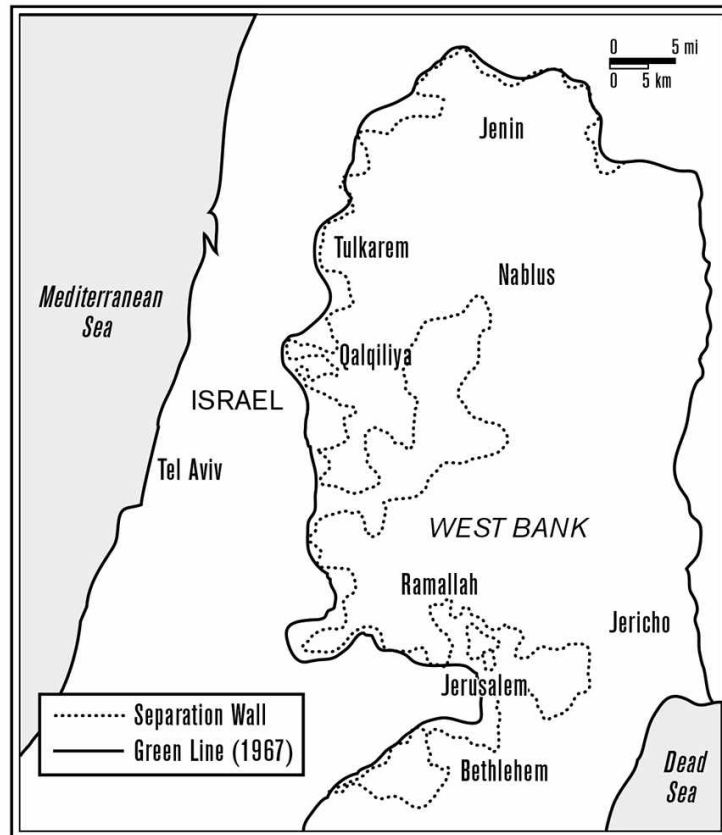 0 5 mi
0 5 km
Jenin
Tulkarem
Nablus
Mediterranean
Sea
Qalqiliya
ISRAEL
Tel Aviv
WEST BANK
Ramallah
Jericho
Jerusalem
Separation Wall
Green Line (1967)
Bethlehem
Dead
Sea